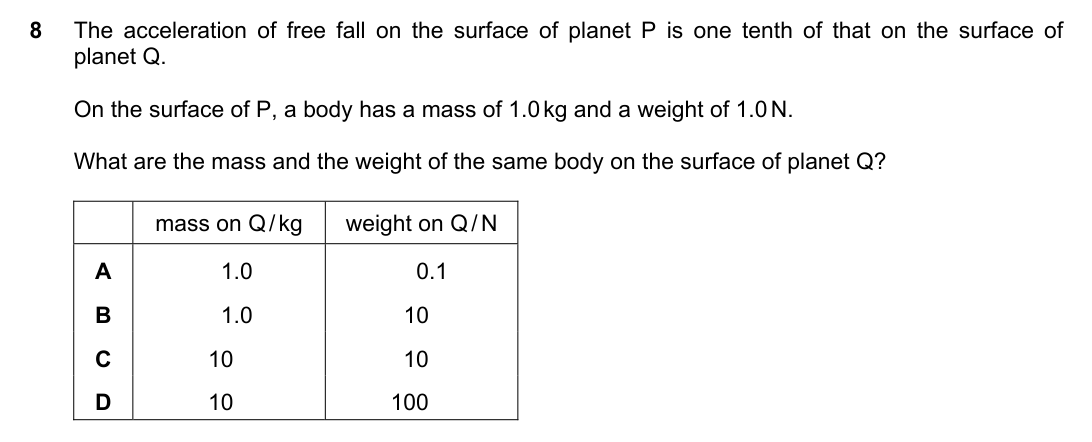 8 The acceleration of free fall on the surface of planet P is one tenth of that on the surface of
planet Q.
On the surface of P, a body has a mass of 1.0 kg and a weight of 1.0 N.
What are the mass and the weight of the same body on the surface of planet Q?
mass on Q / kg weight on Q / N
A 1.0 0.1
B 1.0 10
C 10 10
D 10 100